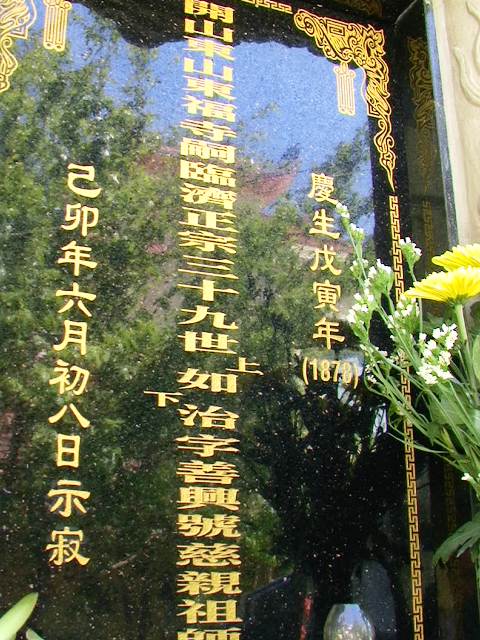 慶生戊寅年 (1878)
開山東山東福寺嗣臨濟正宗三十九世上如下治字善興號慈親祖師
己卯年六月初八日示寂